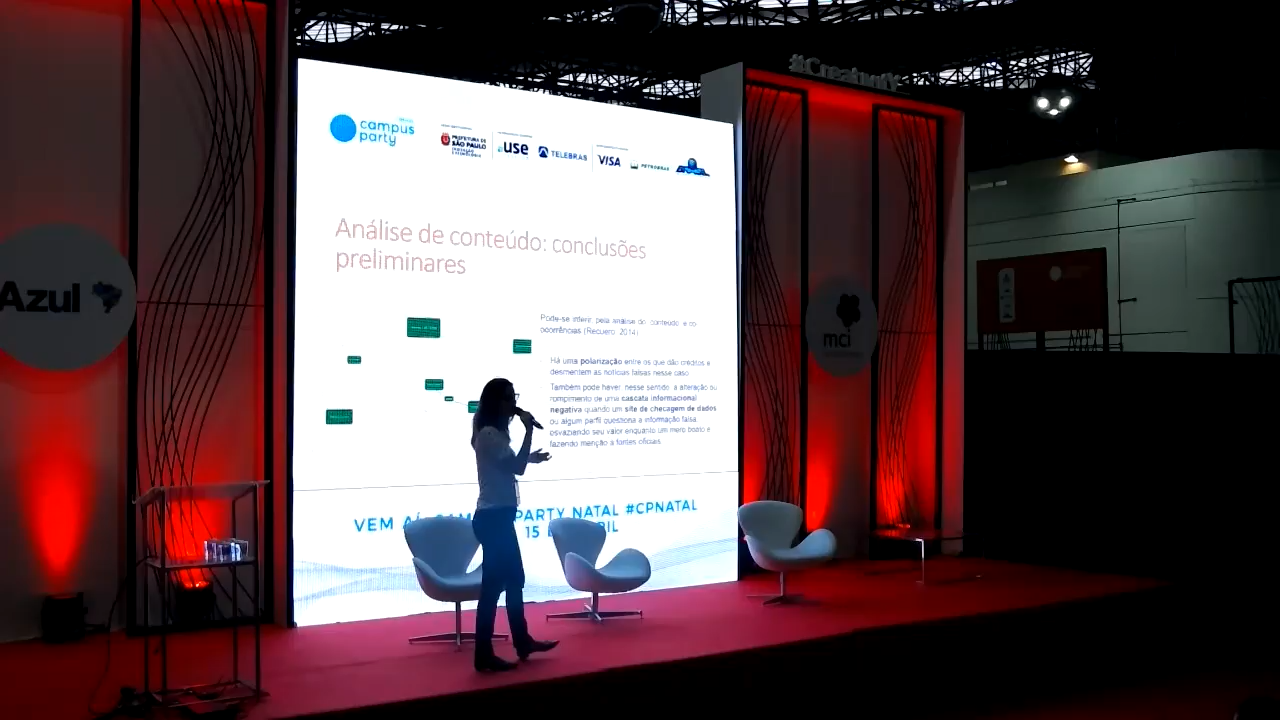 #Creativity
campus
party
PREFEITURA DE
SÃO PAULO
use
TELEBRAS
VISA
PETROBRAS
Análise de conteúdo: conclusões
preliminares
Azul
mci
Pode-se inferir pela análise do conteúdo e co-
ocorrências (Recuero, 2014)
Há uma polarização entre os que dão créditos e
desmentem as notícias falsas nesse caso
Também pode haver, nesse sentido, a alteração ou
rompimento de uma cascata informacional
negativa quando um site de checagem de dados
ou algum perfil questiona a informação falsa,
esvaziando seu valor enquanto um mero boato e
fazendo menção a fontes oficiais
VEM AÍ PARTY NATAL #CPNATAL
15